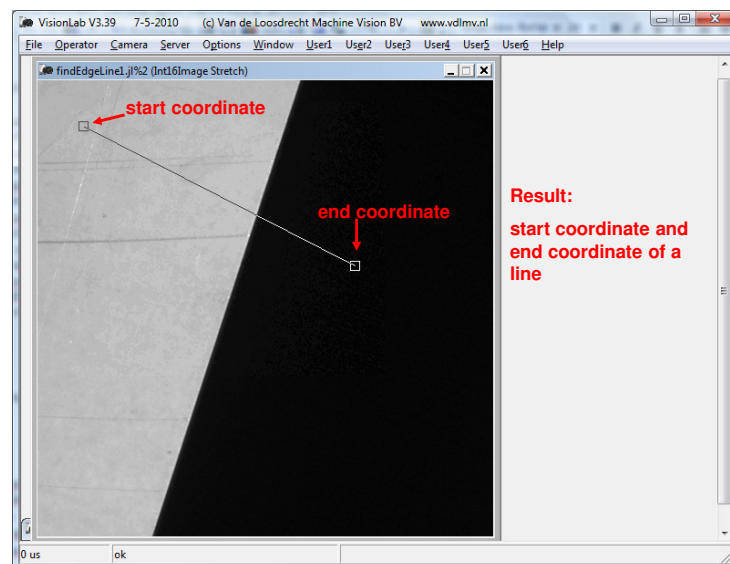 VisionLab V3.39 7-5-2010 (c) Van de Loosdrecht Machine Vision BV www.vdlmv.nl
File Operator Camera Server Options Window User1 User2 User3 User4 User5 User6 Help
findEdgeLine1.jl%2 (Int16Image Stretch)
start coordinate
end coordinate
Result:
start coordinate and
end coordinate of a
line
0 us ok